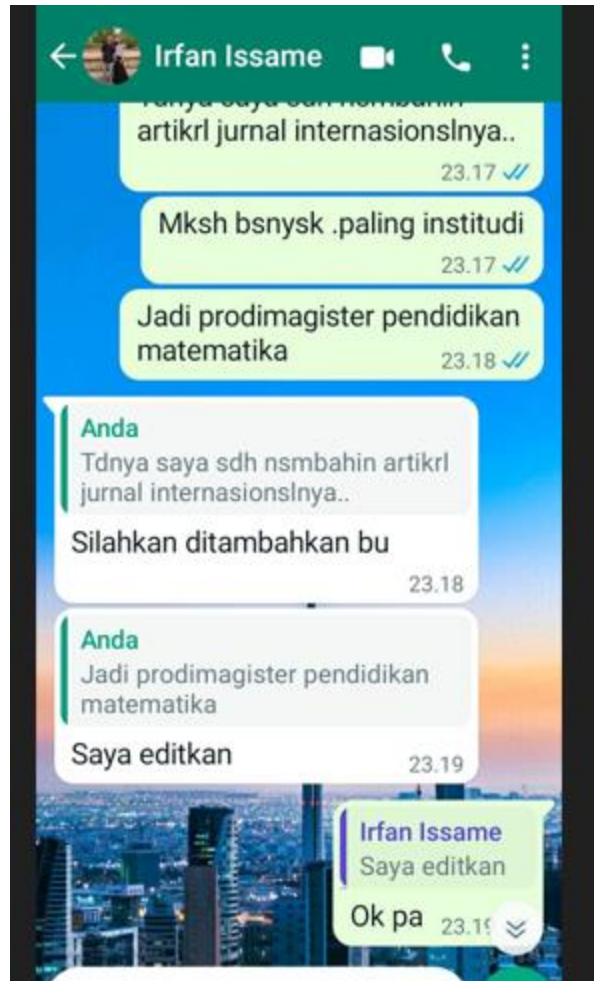 Irfan Issame
artikrl jurnal internasionslnya..
23.17
Mksh bsnysk .paling institudi
23.17
Jadi prodimagister pendidikan
matematika
23.18
Anda
Tdnya saya sdh nsmbahin artikrl
jurnal internasionslnya..
Silahkan ditambahkan bu
23.18
Anda
Jadi prodimagister pendidikan
matematika
Saya editkan
23.19
Irfan Issame
Saya editkan
Ok pa